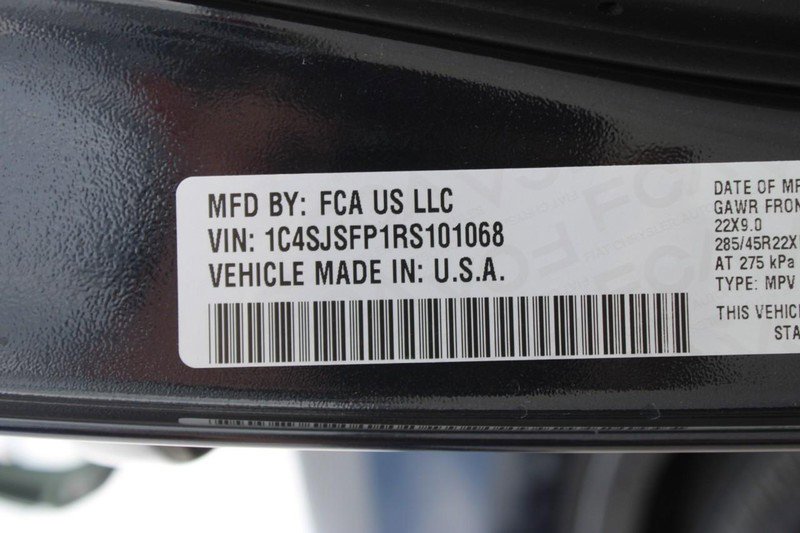 MFD BY: FCA US LLC
VIN: 1C4SJSFP1RS101068
VEHICLE MADE IN: U.S.A.
DATE OF MF
GAWR FRON
22X9.0
285/45R22X
AT 275 kPa
TYPE: MPV
THIS VEHIC
STA